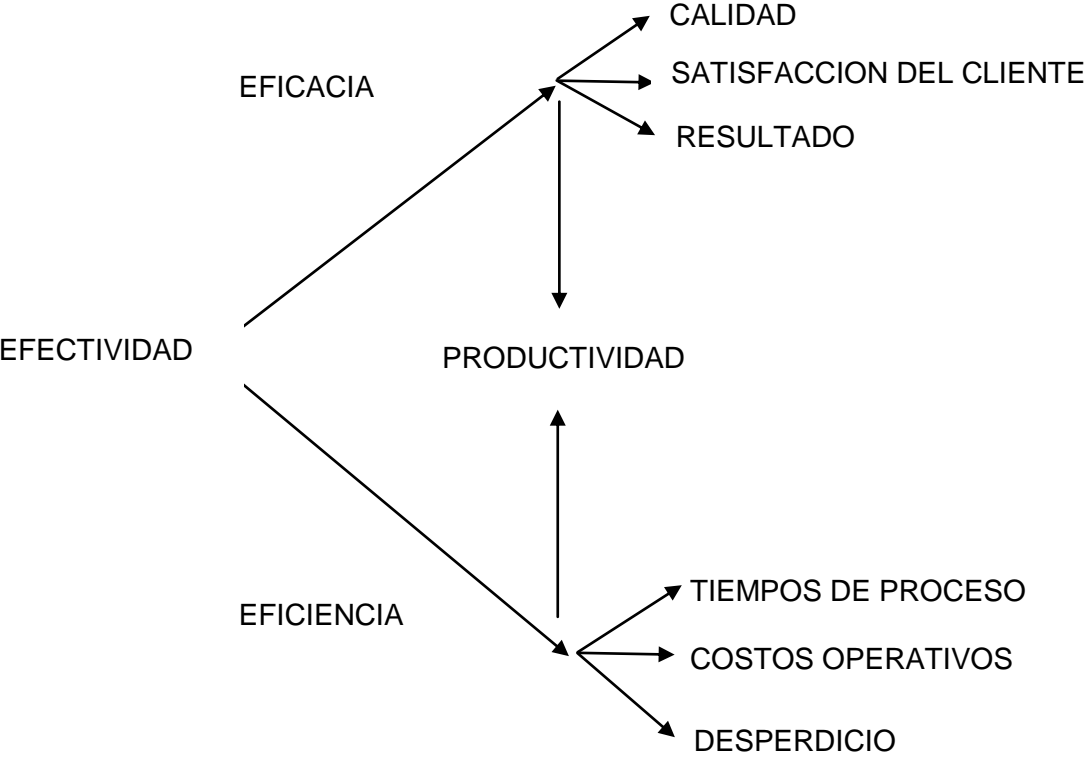 CALIDAD
EFICACIA
SATISFACCION DEL CLIENTE
RESULTADO
EFECTIVIDAD
PRODUCTIVIDAD
EFICIENCIA
TIEMPOS DE PROCESO
COSTOS OPERATIVOS
DESPERDICIO